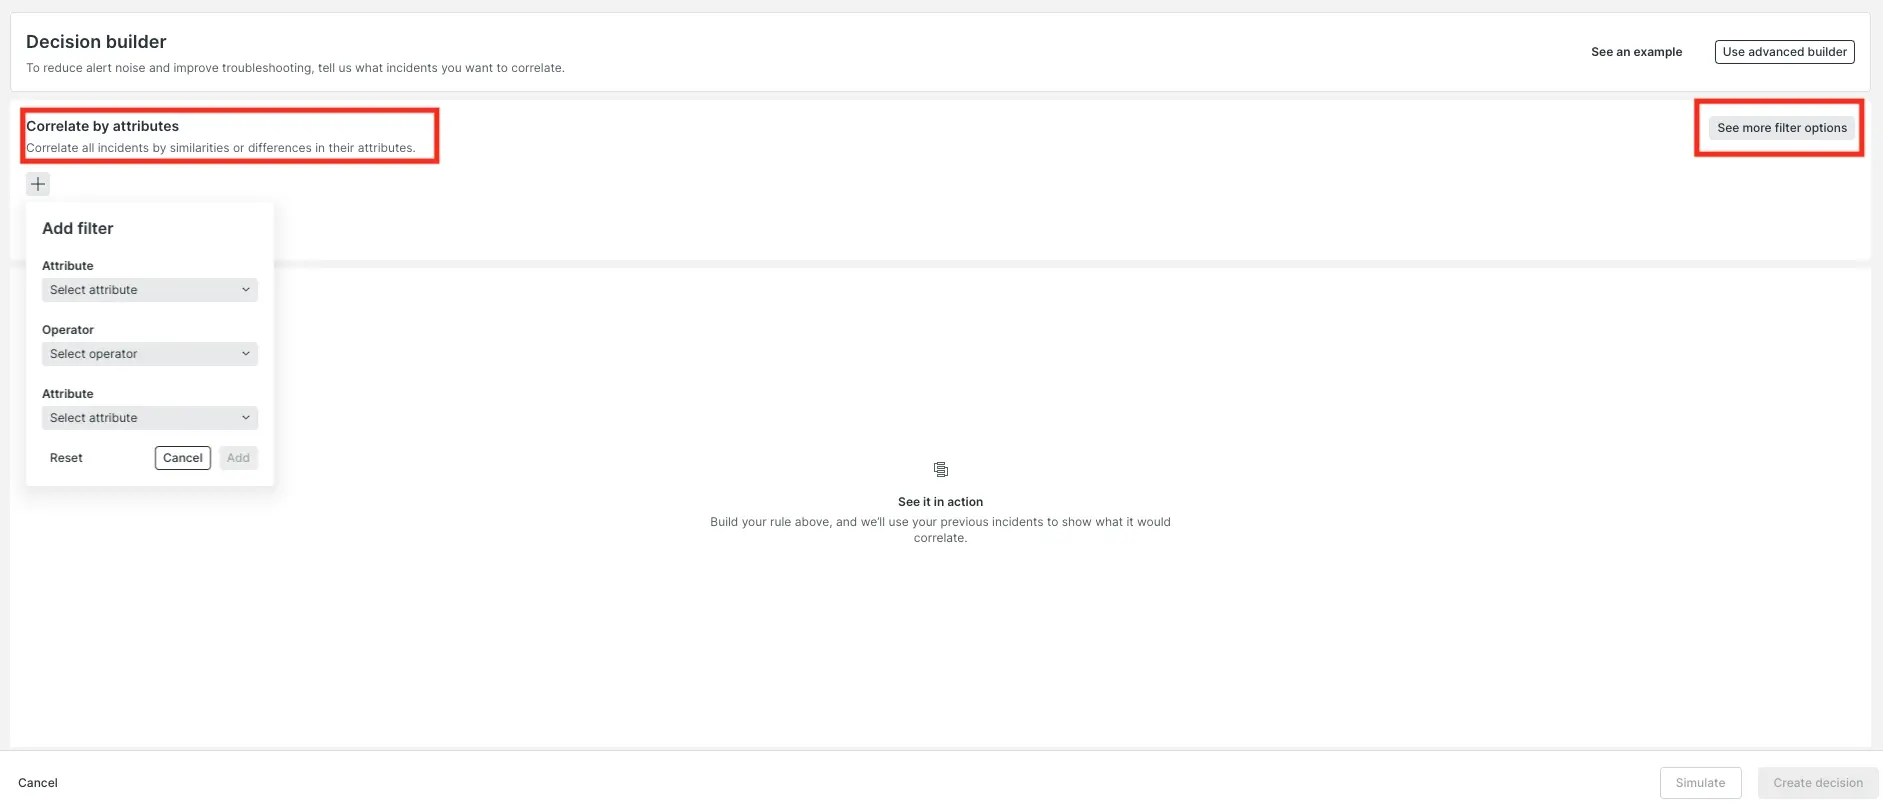 Decision builder
To reduce alert noise and improve troubleshooting, tell us what incidents you want to correlate.
See an example
Use advanced builder
Correlate by attributes
Correlate all incidents by similarities or differences in their attributes.
See more filter options
Add filter
Attribute
Select attribute
Operator
Select operator
Attribute
Select attribute
Reset
Cancel
Add
See it in action
Build your rule above, and we'll use your previous incidents to show what it would
correlate.
Cancel
Simulate
Create decision